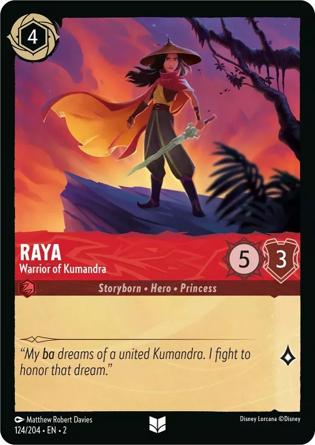 4
RAYA
Warrior of Kumandra
5
3
Storyborn • Hero • Princess
“My ba dreams of a united Kumandra. I fight to
honor that dream.”
Matthew Robert Davies
124/204 • EN • 2
Disney Lorcana ©Disney